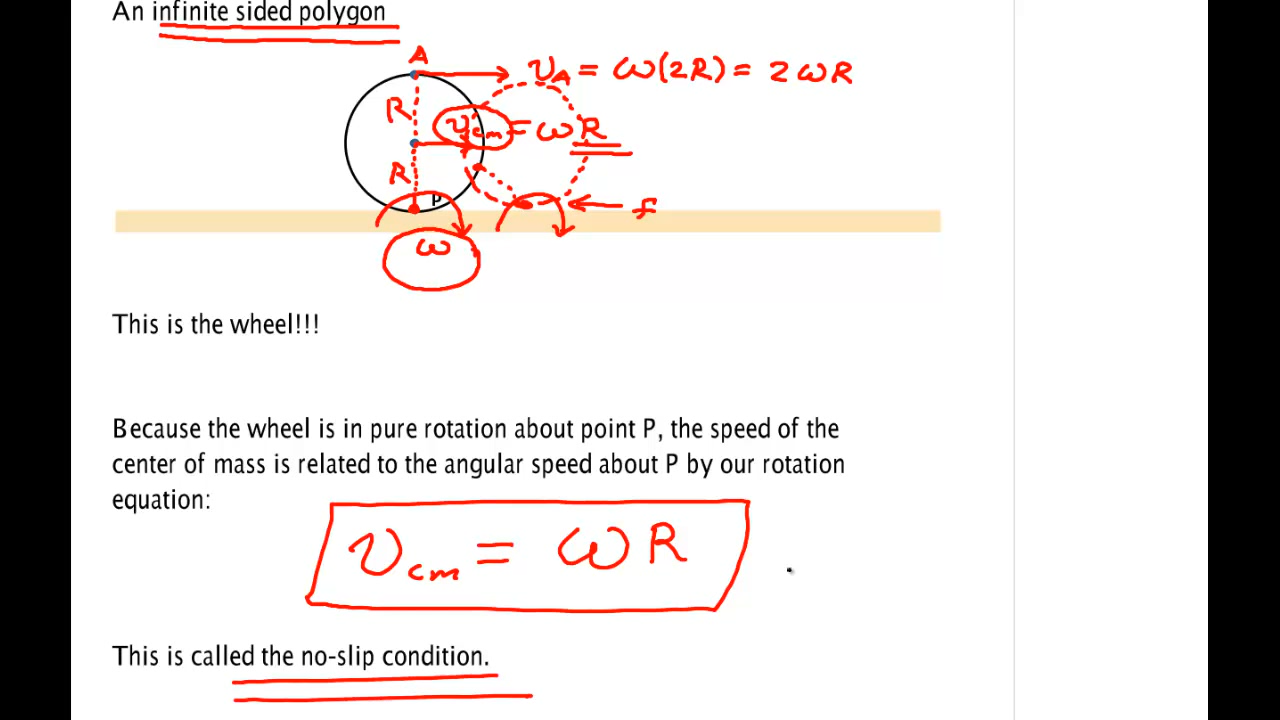 An infinite sided polygon
A
v_A = ω(2R) = 2ωR
R
v_cm = ωR
R
P
f
ω
This is the wheel!!!
Because the wheel is in pure rotation about point P, the speed of the
center of mass is related to the angular speed about P by our rotation
equation:
v_cm = ωR
This is called the no-slip condition.